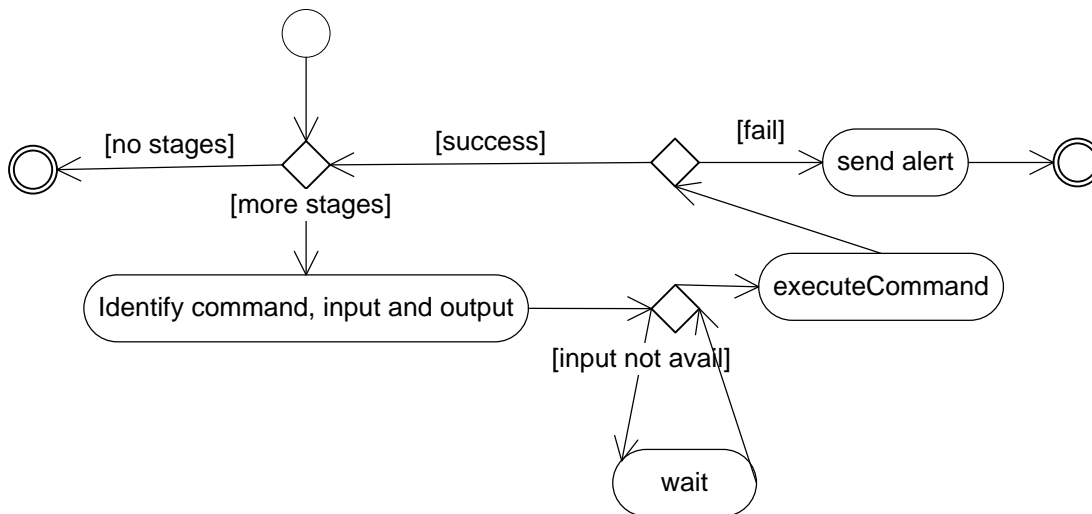 [no stages]
[success]
[fail]
send alert
[more stages]
Identify command, input and output
executeCommand
[input not avail]
wait